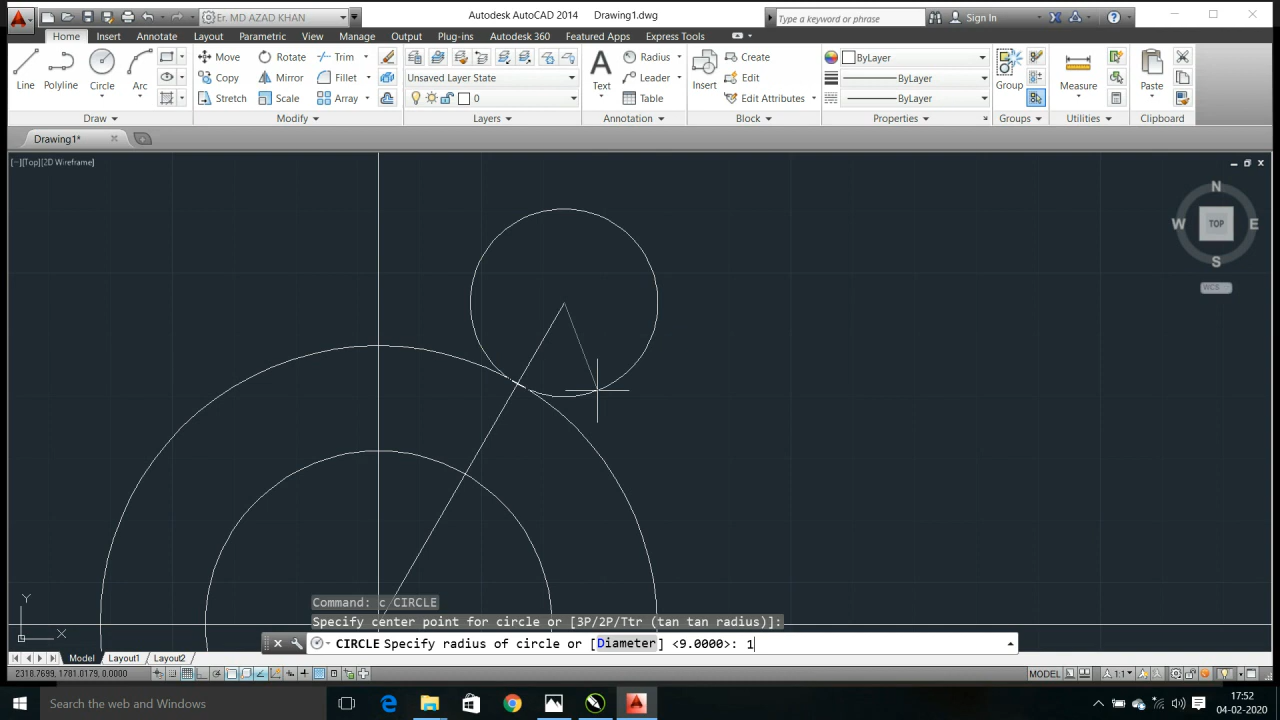 Er. MD AZAD KHAN
Autodesk AutoCAD 2014 Drawing1.dwg
Type a keyword or phrase
Sign In
Home Insert Annotate Layout Parametric View Manage Output Plug-ins Autodesk 360 Featured Apps Express Tools
Line Polyline Circle Arc
Move Rotate Trim
Copy Mirror Fillet
Stretch Scale Array
Unsaved Layer State
0
Text
Radius
Leader
Table
Insert
Create
Edit
Edit Attributes
ByLayer
ByLayer
ByLayer
Group
Measure
Paste
Draw Modify Layers Annotation Block Properties Groups Utilities Clipboard
Drawing1*
[−][Top][2D Wireframe]
N
W TOP E
S
WCS
Y
X
Command: c CIRCLE
Specify center point for circle or [3P/2P/Ttr (tan tan radius)]:
CIRCLE Specify radius of circle or [Diameter] <9.0000>: 1
Model Layout1 Layout2
2318.7699, 1781.0179, 0.0000
MODEL
1:1
Search the web and Windows
17:52
04-02-2020